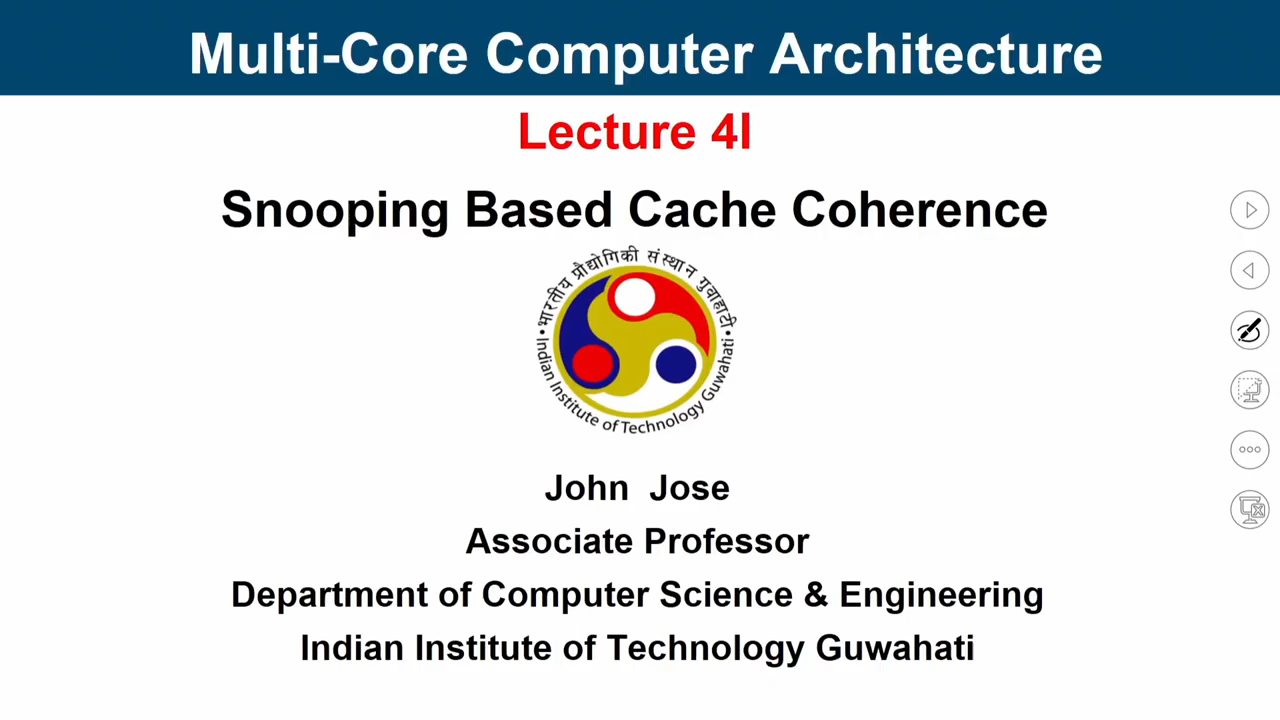 Multi-Core Computer Architecture
Lecture 4I
Snooping Based Cache Coherence
भारतीय प्रौद्योगिकी संस्थान गुवाहाटी
Indian Institute of Technology Guwahati
John Jose
Associate Professor
Department of Computer Science & Engineering
Indian Institute of Technology Guwahati